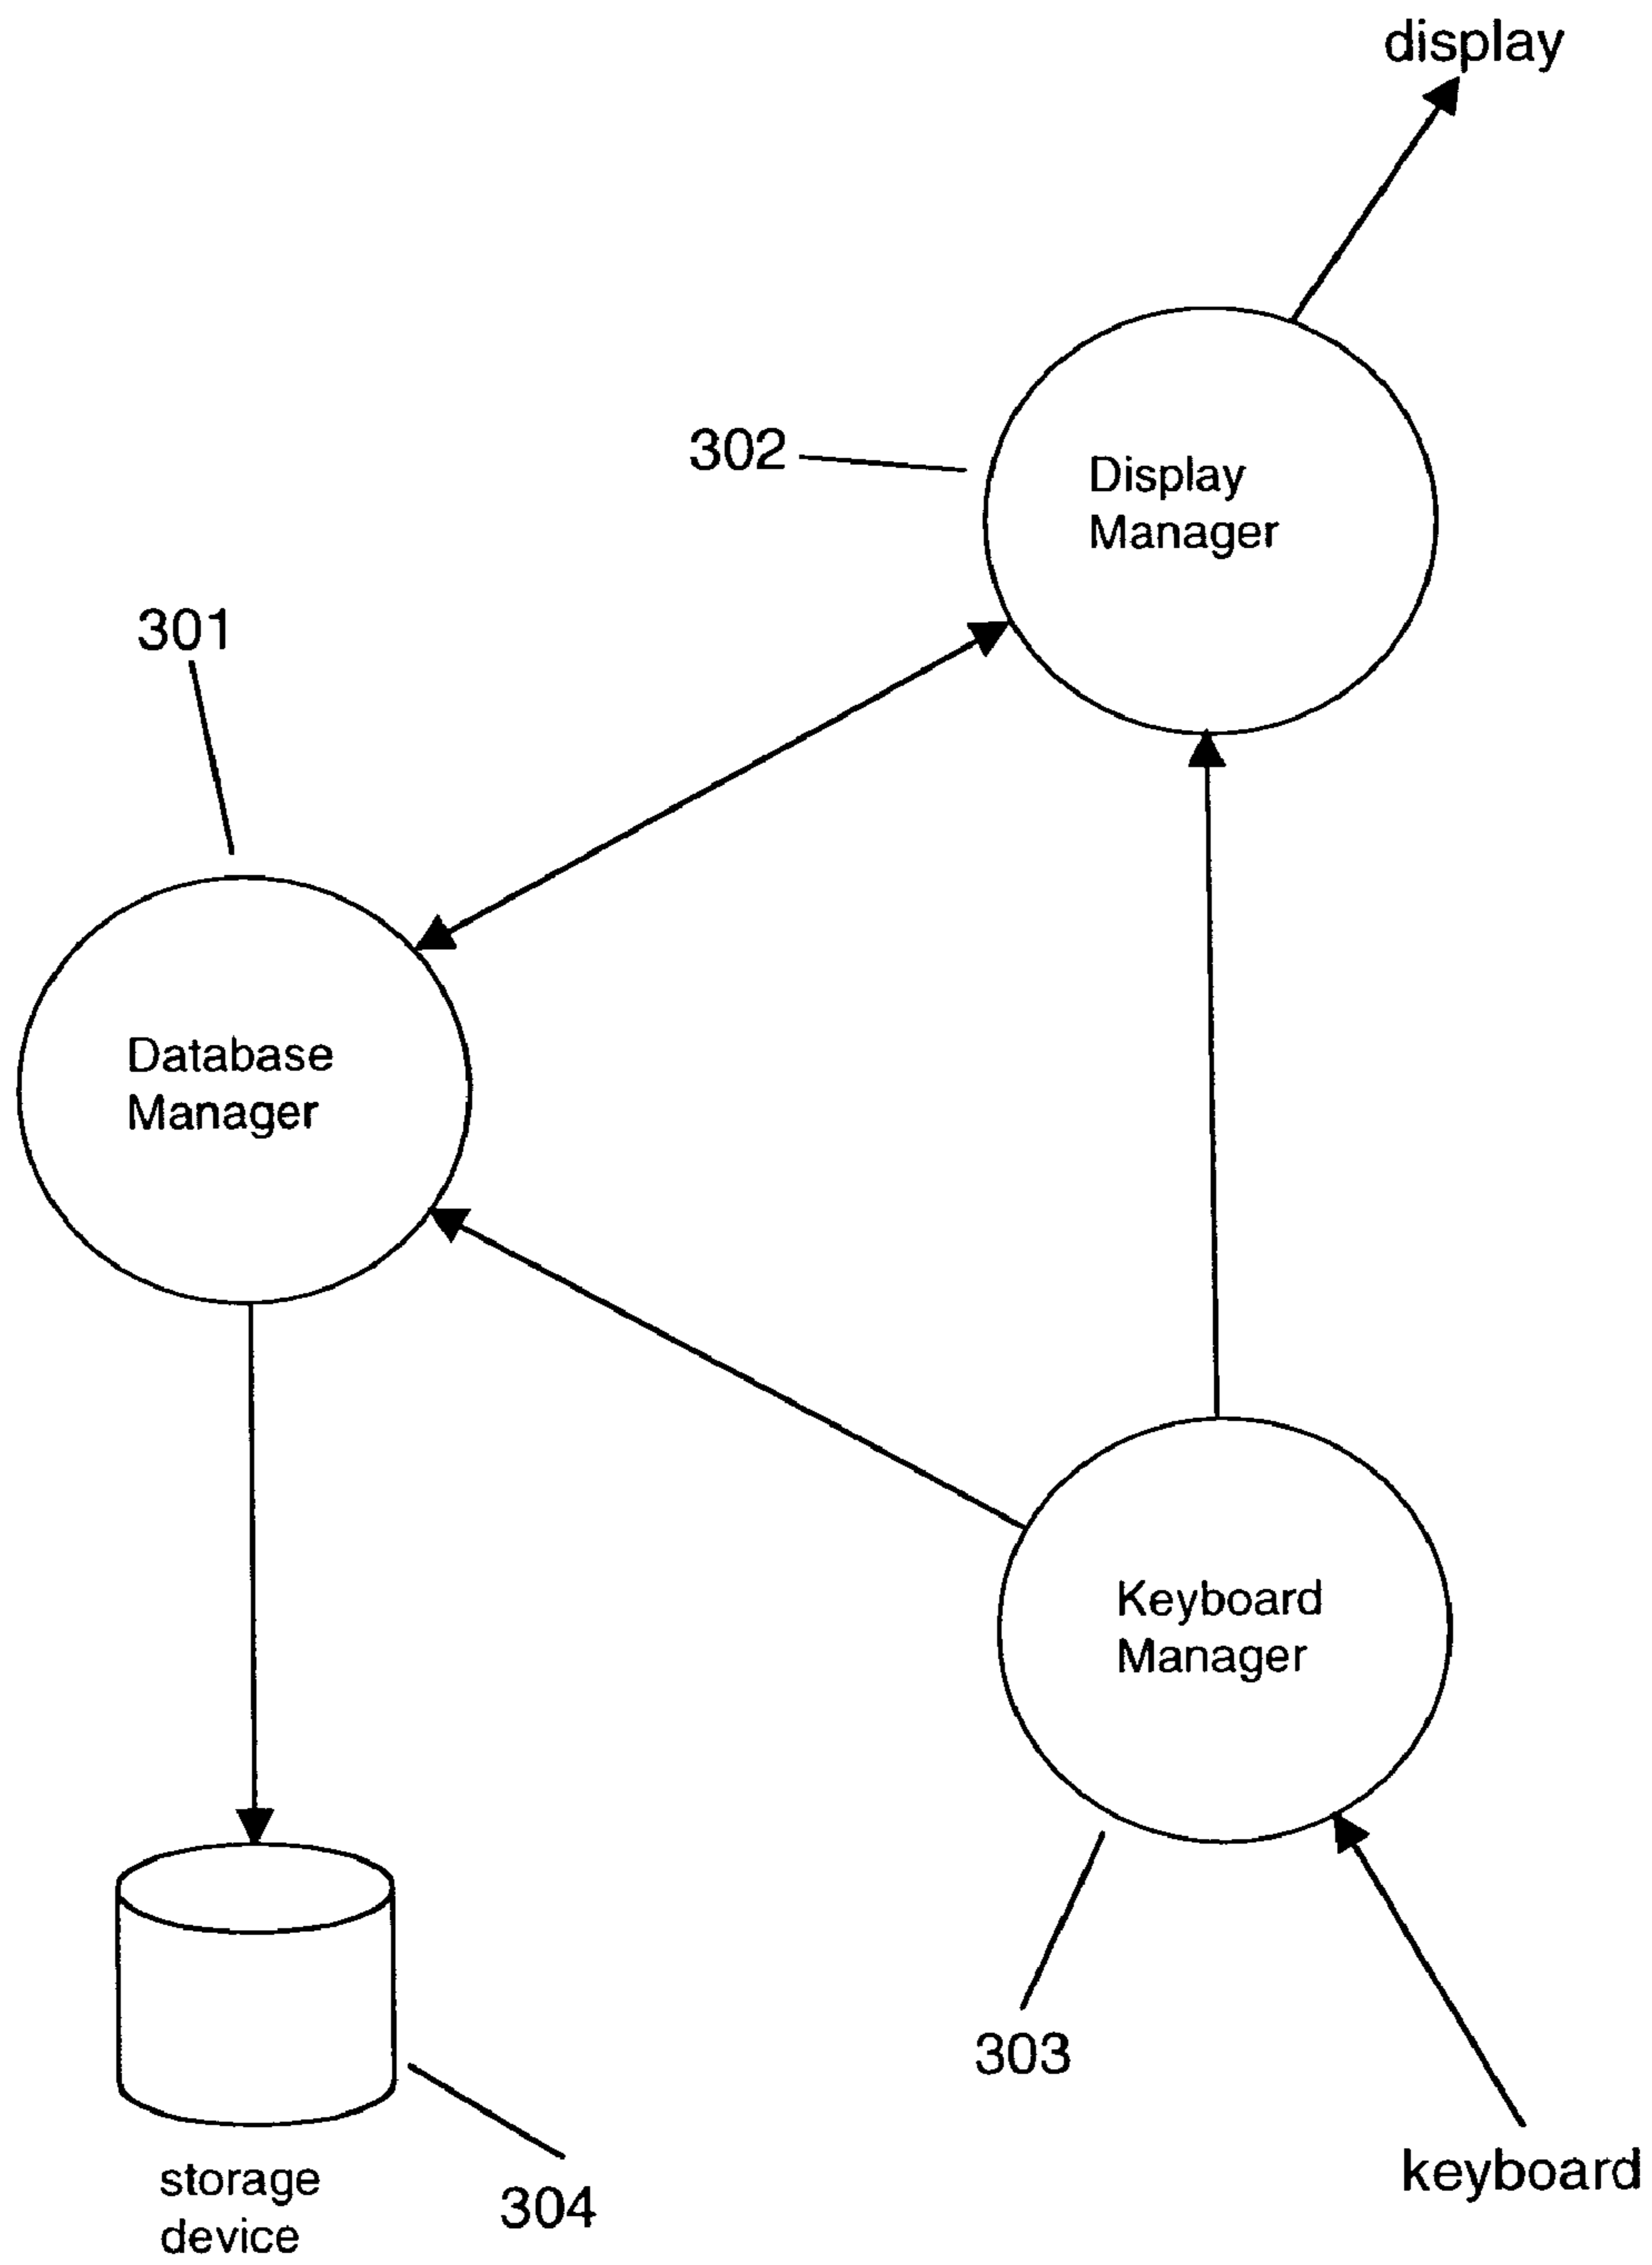 display
302
Display
Manager
301
Database
Manager
Keyboard
Manager
303
keyboard
storage
device
304